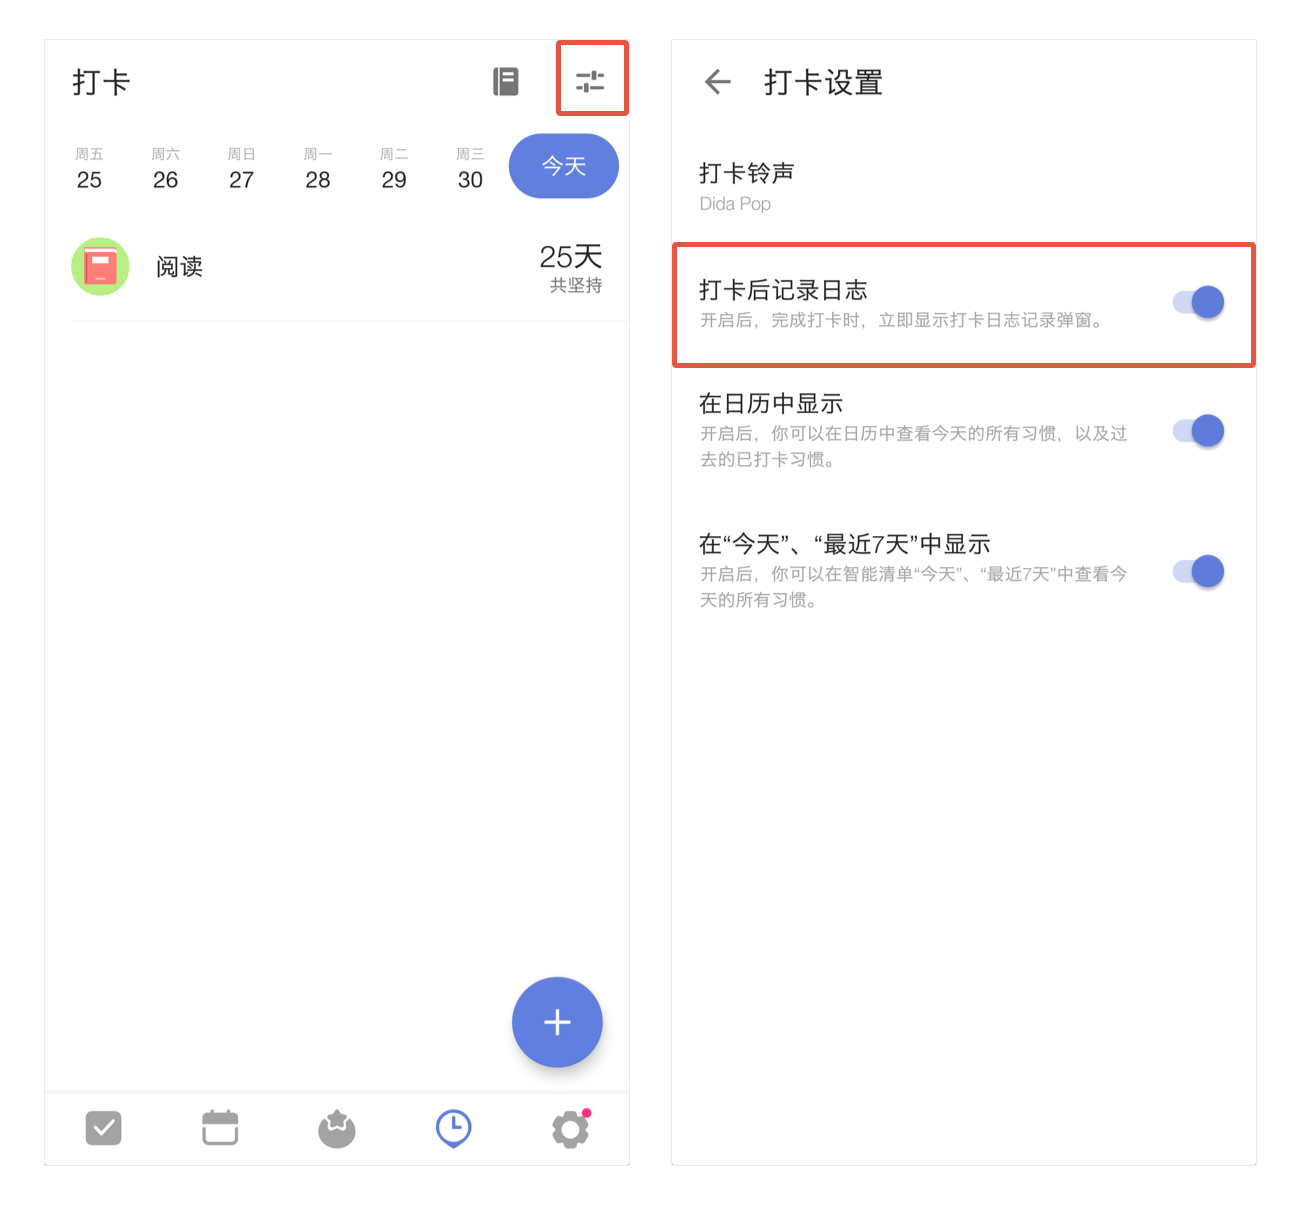 打卡
周五 周六 周日 周一 周二 周三
25 26 27 28 29 30 今天
阅读
25天
共坚持
打卡设置
打卡铃声
Dida Pop
打卡后记录日志
开启后，完成打卡时，立即显示打卡日志记录弹窗。
在日历中显示
开启后，你可以在日历中查看今天的所有习惯，以及过
去的已打卡习惯。
在“今天”、“最近7天”中显示
开启后，你可以在智能清单“今天”、“最近7天”中查看今
天的所有习惯。